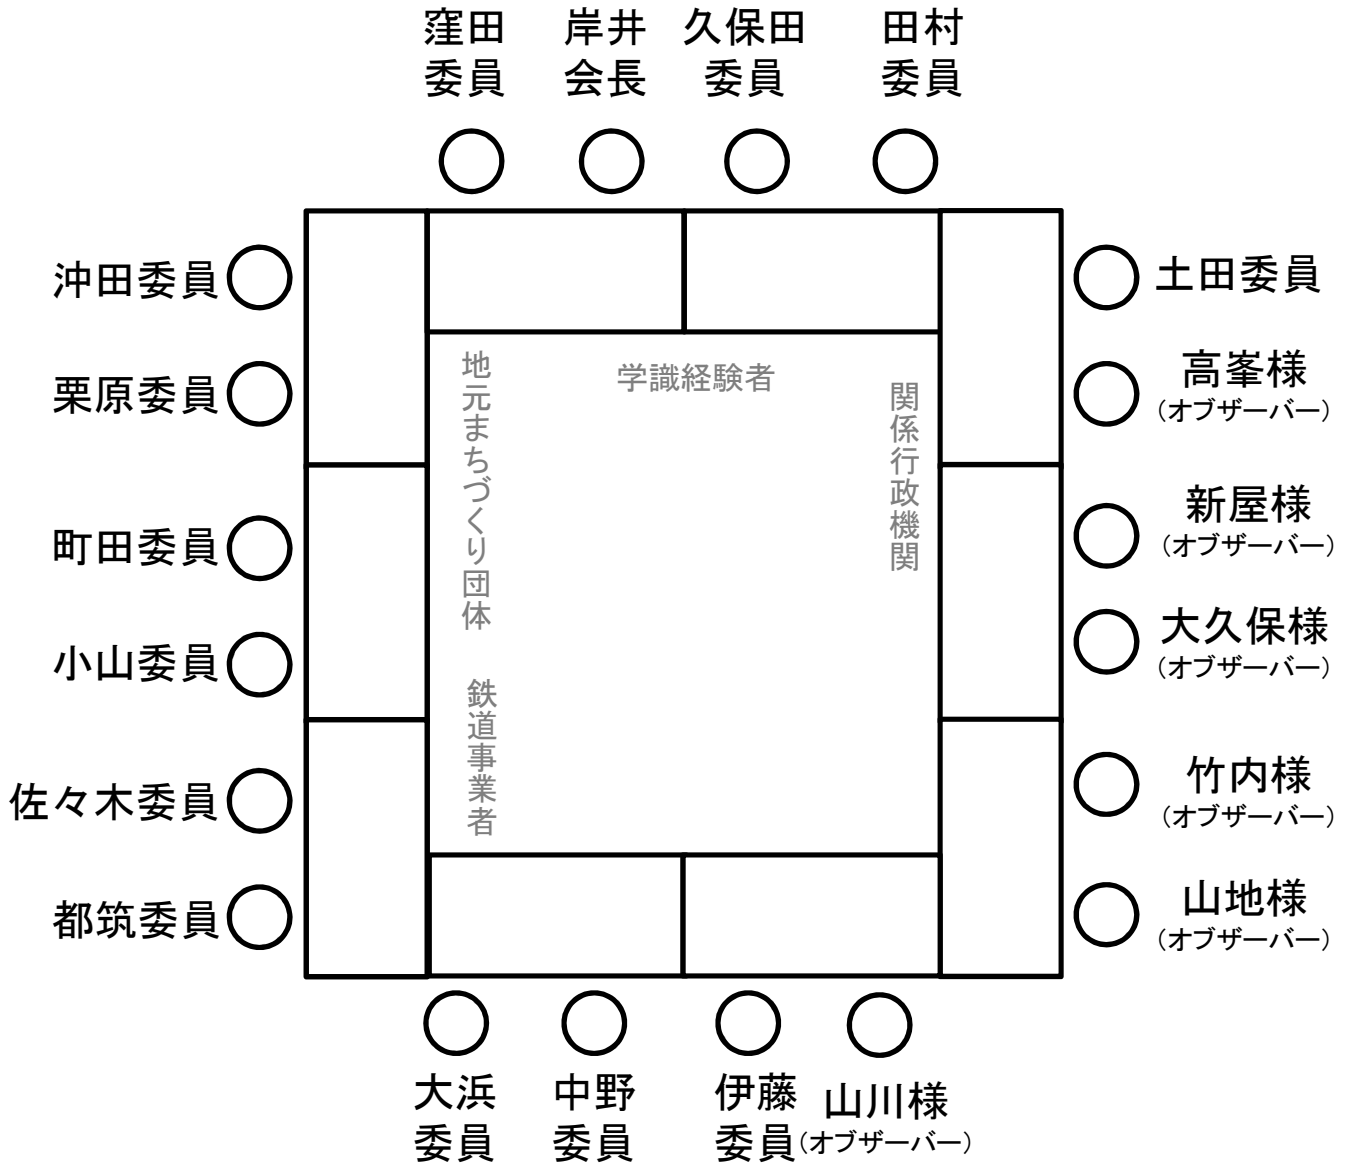 窪田
委員
岸井
会長
久保田
委員
田村
委員
沖田委員
栗原委員
町田委員
小山委員
佐々木委員
都筑委員
地元まちづくり団体
鉄道事業者
学識経験者
関係行政機関
土田委員
高峯様
（オブザーバー）
新屋様
（オブザーバー）
大久保様
（オブザーバー）
竹内様
（オブザーバー）
山地様
（オブザーバー）
大浜
委員
中野
委員
伊藤
委員
山川様
（オブザーバー）